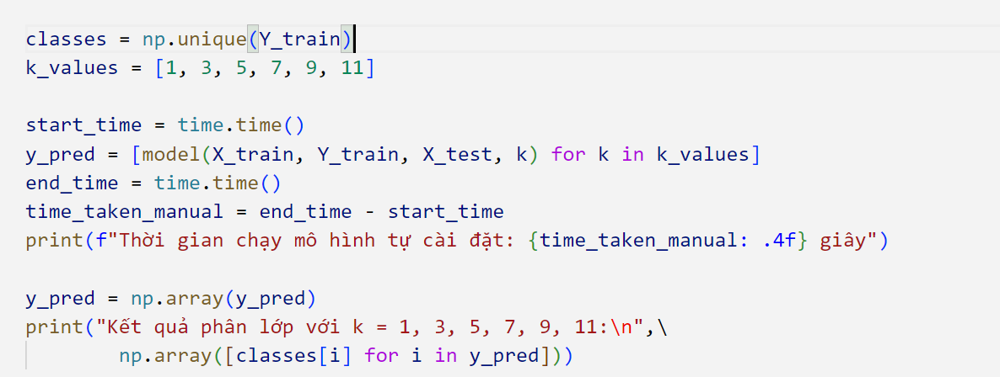 classes = np.unique(Y_train)
k_values = [1, 3, 5, 7, 9, 11]
start_time = time.time()
y_pred = [model(X_train, Y_train, X_test, k) for k in k_values]
end_time = time.time()
time_taken_manual = end_time - start_time
print(f"Thời gian chạy mô hình tự cài đặt: {time_taken_manual: .4f} giây")
y_pred = np.array(y_pred)
print("Kết quả phân lớp với k = 1, 3, 5, 7, 9, 11:\n",\
np.array([classes[i] for i in y_pred]))